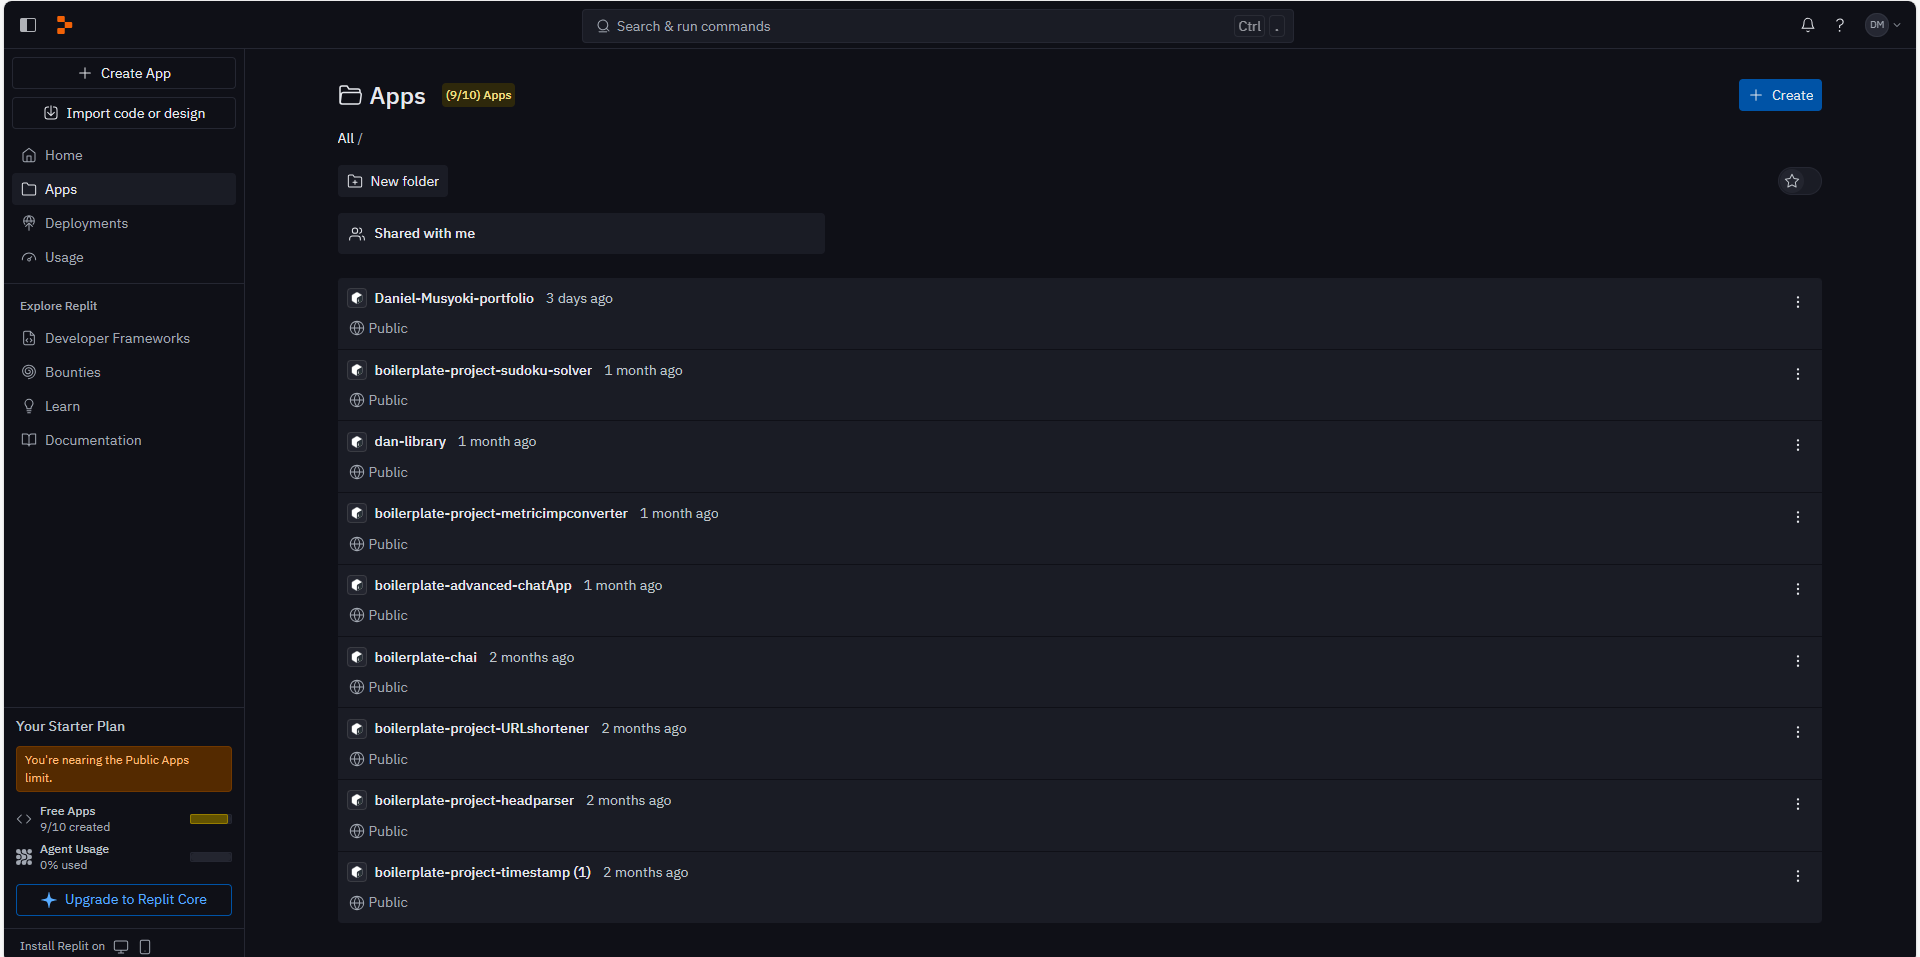 Search & run commands
Ctrl .
?
DM
Create App
Import code or design
Home
Apps
Deployments
Usage
Explore Replit
Developer Frameworks
Bounties
Learn
Documentation
Your Starter Plan
You're nearing the Public Apps
limit.
Free Apps
9/10 created
Agent Usage
0% used
Upgrade to Replit Core
Install Replit on
Apps (9/10) Apps
Create
All /
New folder
Shared with me
Daniel-Musyoki-portfolio 3 days ago
Public
boilerplate-project-sudoku-solver 1 month ago
Public
dan-library 1 month ago
Public
boilerplate-project-metricimpconverter 1 month ago
Public
boilerplate-advanced-chatApp 1 month ago
Public
boilerplate-chai 2 months ago
Public
boilerplate-project-URLshortener 2 months ago
Public
boilerplate-project-headparser 2 months ago
Public
boilerplate-project-timestamp (1) 2 months ago
Public